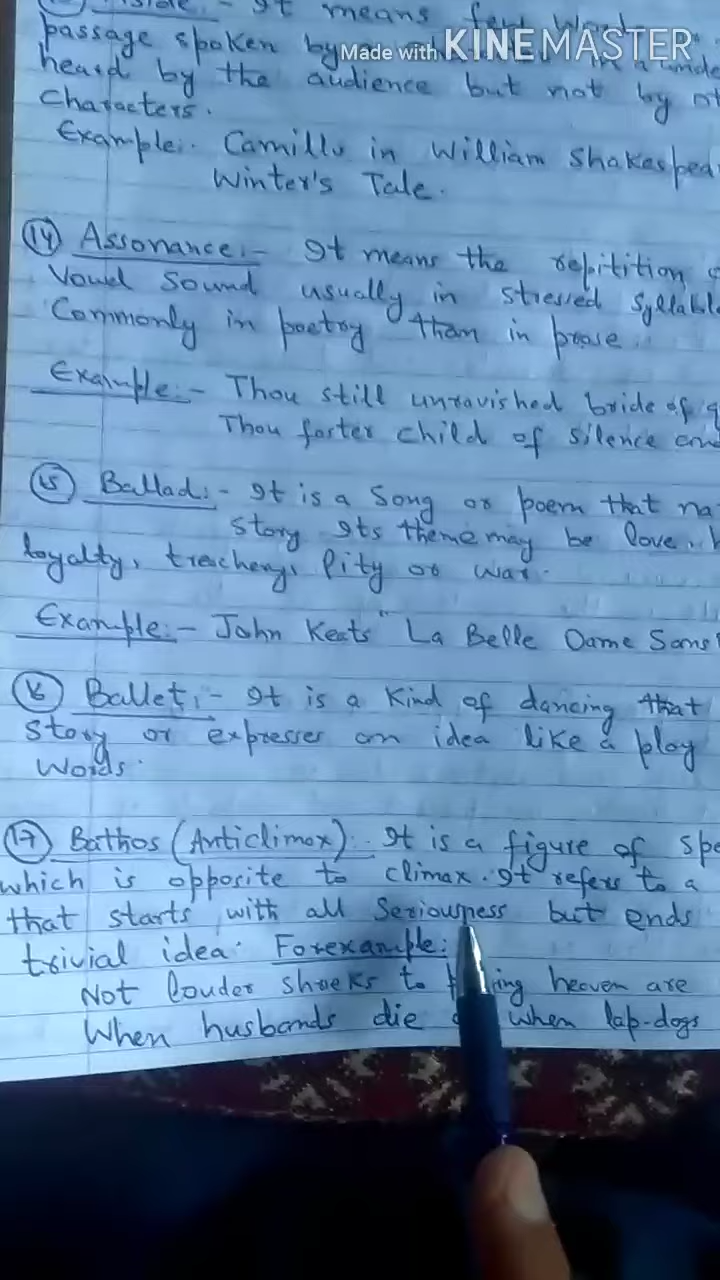 It means few words
passage spoken by
Made with KINEMASTER
heard by the audience but not by
Characters.
Example:. Camillo in William Shakespea
Winter's Tale.
14 Assonance:- It means the repitition
Vowel Sound usually in stressed Syllabl
Commonly in poetry than in prose.
Example:- Thou still unravished bride of q
Thou foster child of silence and
15 Ballad:- It is a Song or poem that na
Story Its theme may be love.
loyalty, treachery, Pity or war.
Example:- John Keats "La Belle Dame Sans
16 Ballet:- It is a Kind of dancing that
Story or expresses an idea like a play
Words.
17 Bathos (Anticlimax):- It is a figure of Spe
which is opposite to climax. It refers to a
that starts with all Seriousness but ends
trivial idea. Forexample:
Not louder shreks to heaven are
When husbands die when lap-dogs